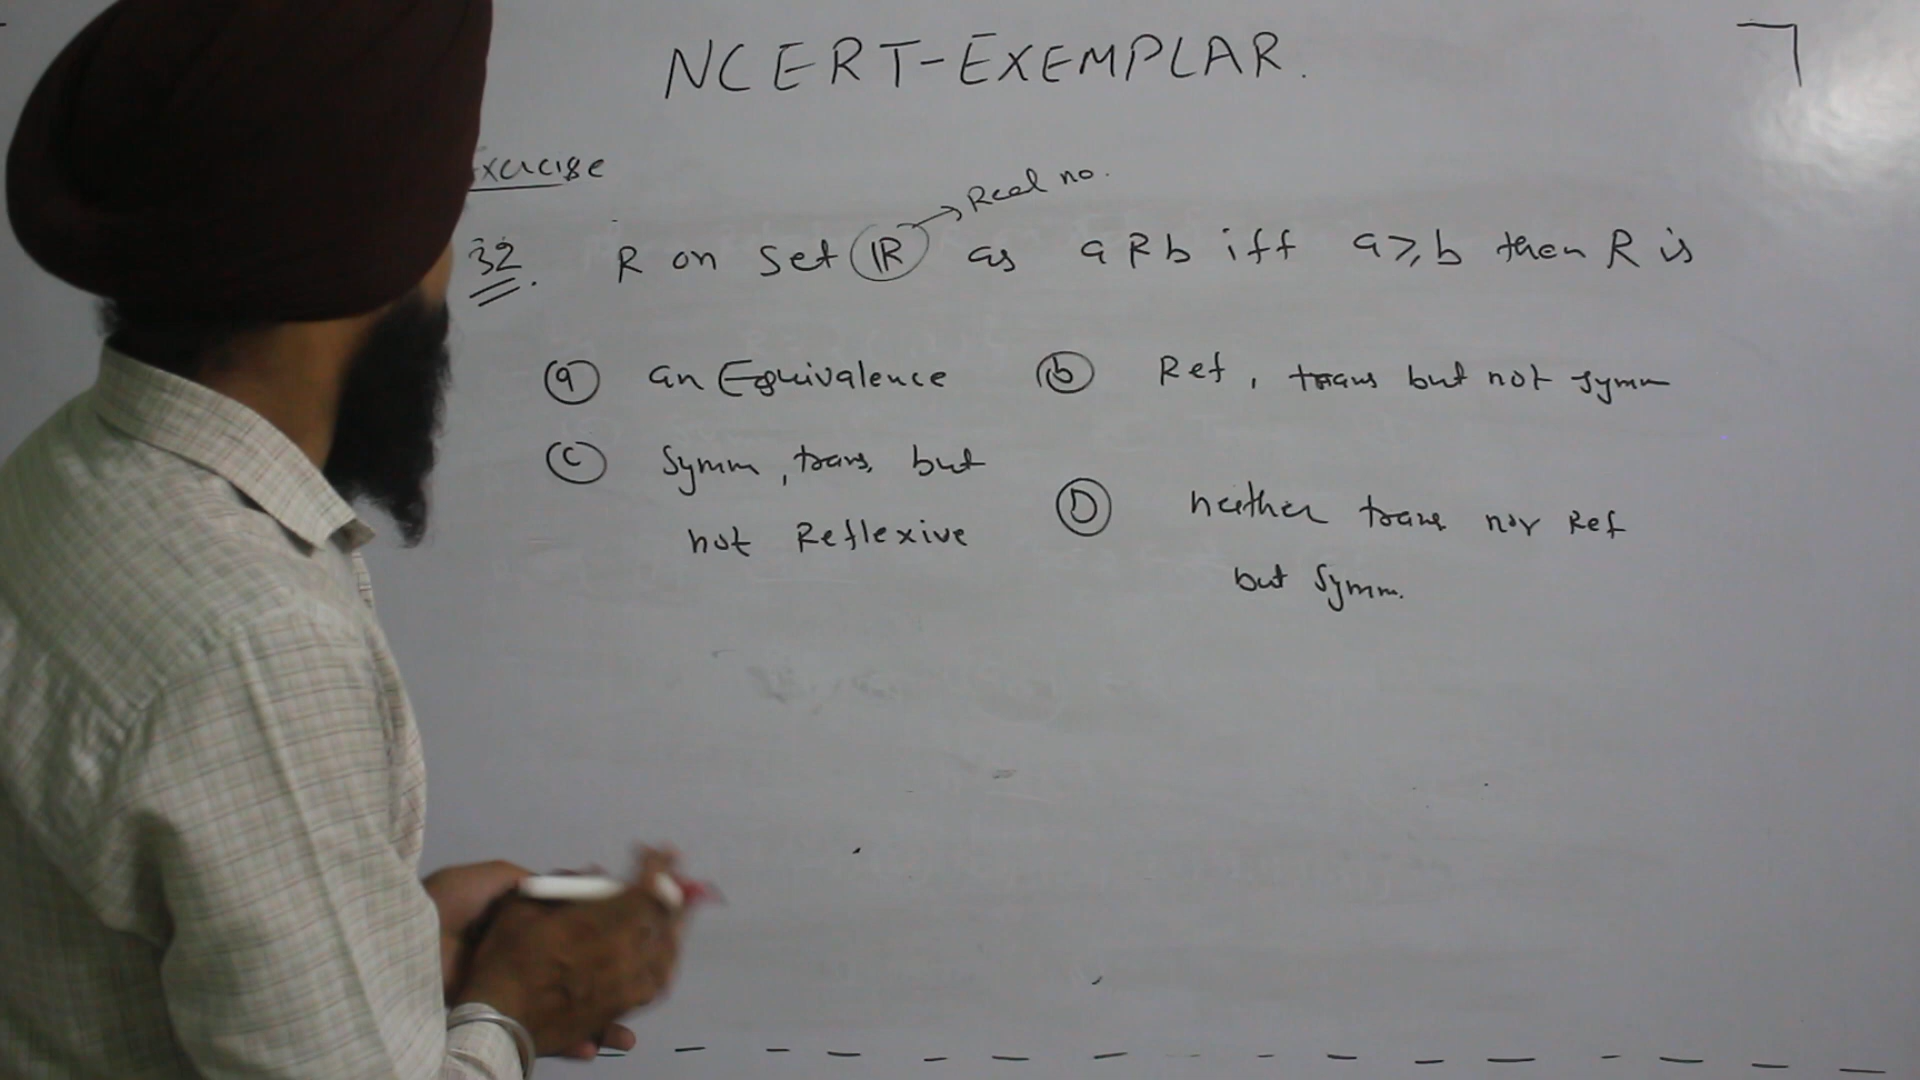 NCERT-EXEMPLAR.
Exercise
Real no.
32. R on set ℝ as aRb iff a⩾b then R is
(a) an Equivalence (b) Ref, trans but not symm
(c) Symm, trans, but
not Reflexive
(D) neither trans nor Ref
but Symm.